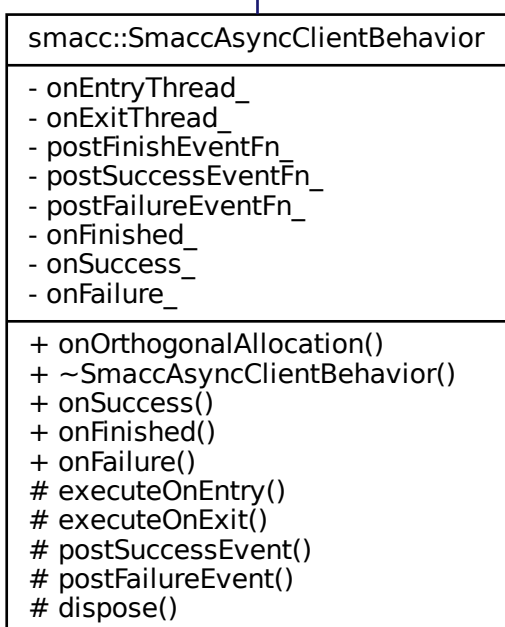 smacc::SmaccAsyncClientBehavior
- onEntryThread_
- onExitThread_
- postFinishEventFn_
- postSuccessEventFn_
- postFailureEventFn_
- onFinished_
- onSuccess_
- onFailure_
+ onOrthogonalAllocation()
+ ~SmaccAsyncClientBehavior()
+ onSuccess()
+ onFinished()
+ onFailure()
# executeOnEntry()
# executeOnExit()
# postSuccessEvent()
# postFailureEvent()
# dispose()